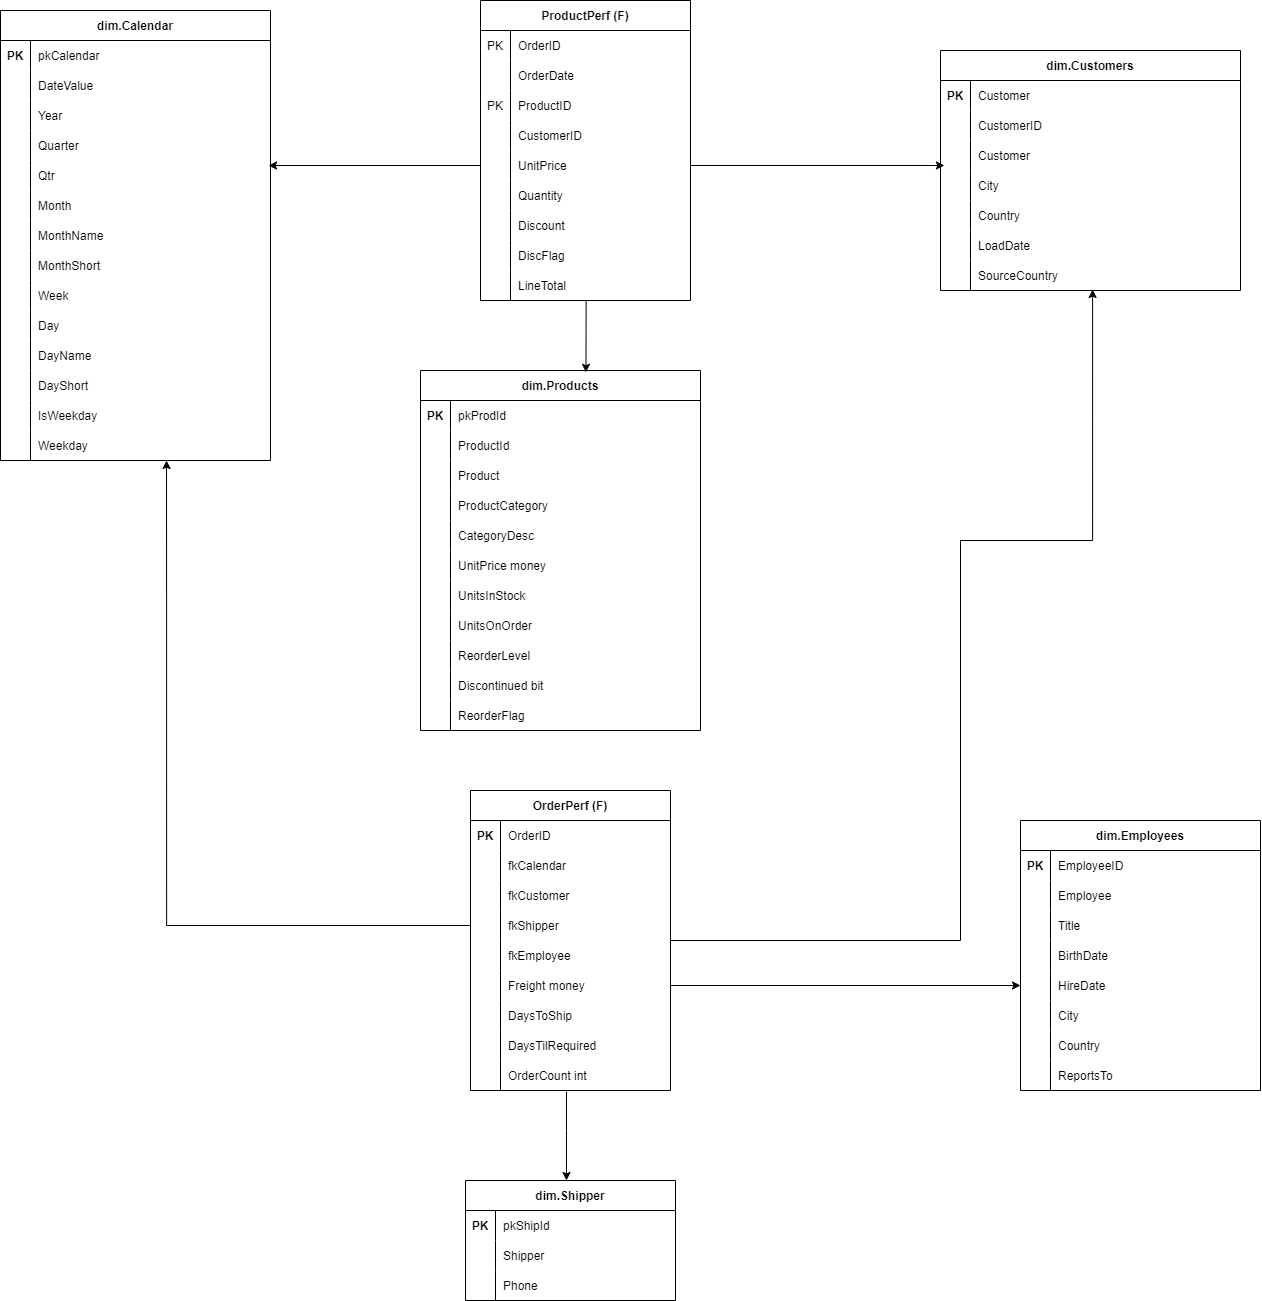 dim.Calendar
PK pkCalendar
DateValue
Year
Quarter
Qtr
Month
MonthName
MonthShort
Week
Day
DayName
DayShort
IsWeekday
Weekday
ProductPerf (F)
PK OrderID
OrderDate
PK ProductID
CustomerID
UnitPrice
Quantity
Discount
DiscFlag
LineTotal
dim.Customers
PK Customer
CustomerID
Customer
City
Country
LoadDate
SourceCountry
dim.Products
PK pkProdId
ProductId
Product
ProductCategory
CategoryDesc
UnitPrice money
UnitsInStock
UnitsOnOrder
ReorderLevel
Discontinued bit
ReorderFlag
OrderPerf (F)
PK OrderID
fkCalendar
fkCustomer
fkShipper
fkEmployee
Freight money
DaysToShip
DaysTilRequired
OrderCount int
dim.Employees
PK EmployeeID
Employee
Title
BirthDate
HireDate
City
Country
ReportsTo
dim.Shipper
PK pkShipId
Shipper
Phone